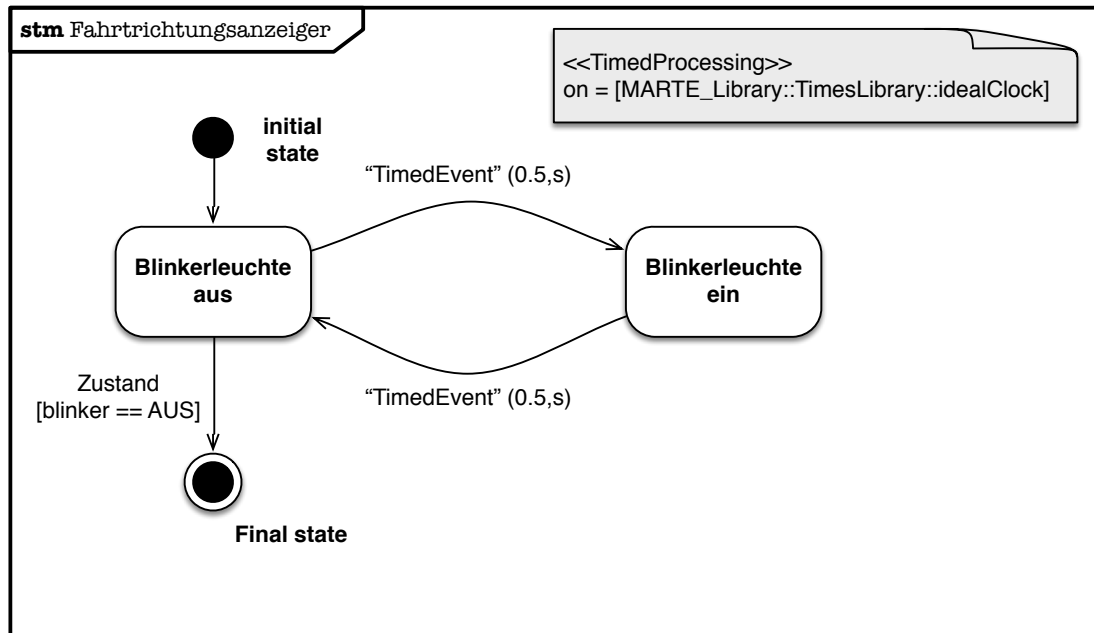 stm Fahrtrichtungsanzeiger
<<TimedProcessing>>
on = [MARTE_Library::TimesLibrary::idealClock]
initial
state
“TimedEvent” (0.5,s)
Blinkerleuchte
aus
Blinkerleuchte
ein
“TimedEvent” (0.5,s)
Zustand
[blinker == AUS]
Final state